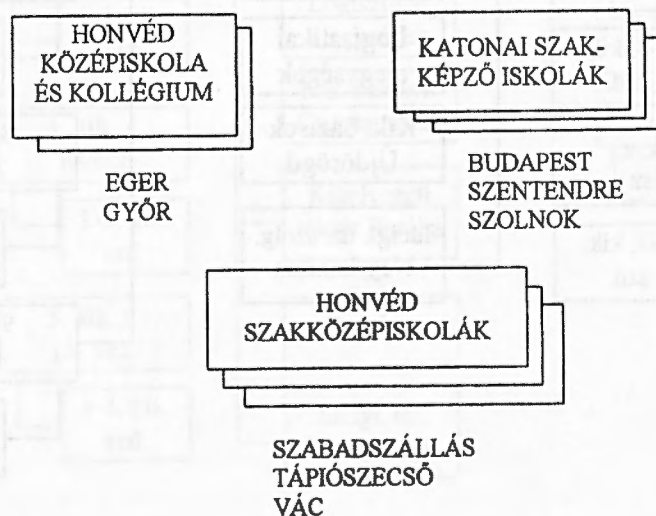 HONVÉD
KÖZÉPISKOLA
ÉS KOLLÉGIUM
EGER
GYŐR
KATONAI SZAK-
KÉPZŐ ISKOLÁK
BUDAPEST
SZENTENDRE
SZOLNOK
HONVÉD
SZAKKÖZÉPISKOLÁK
SZABADSZÁLLÁS
TÁPIÓSZECSŐ
VÁC